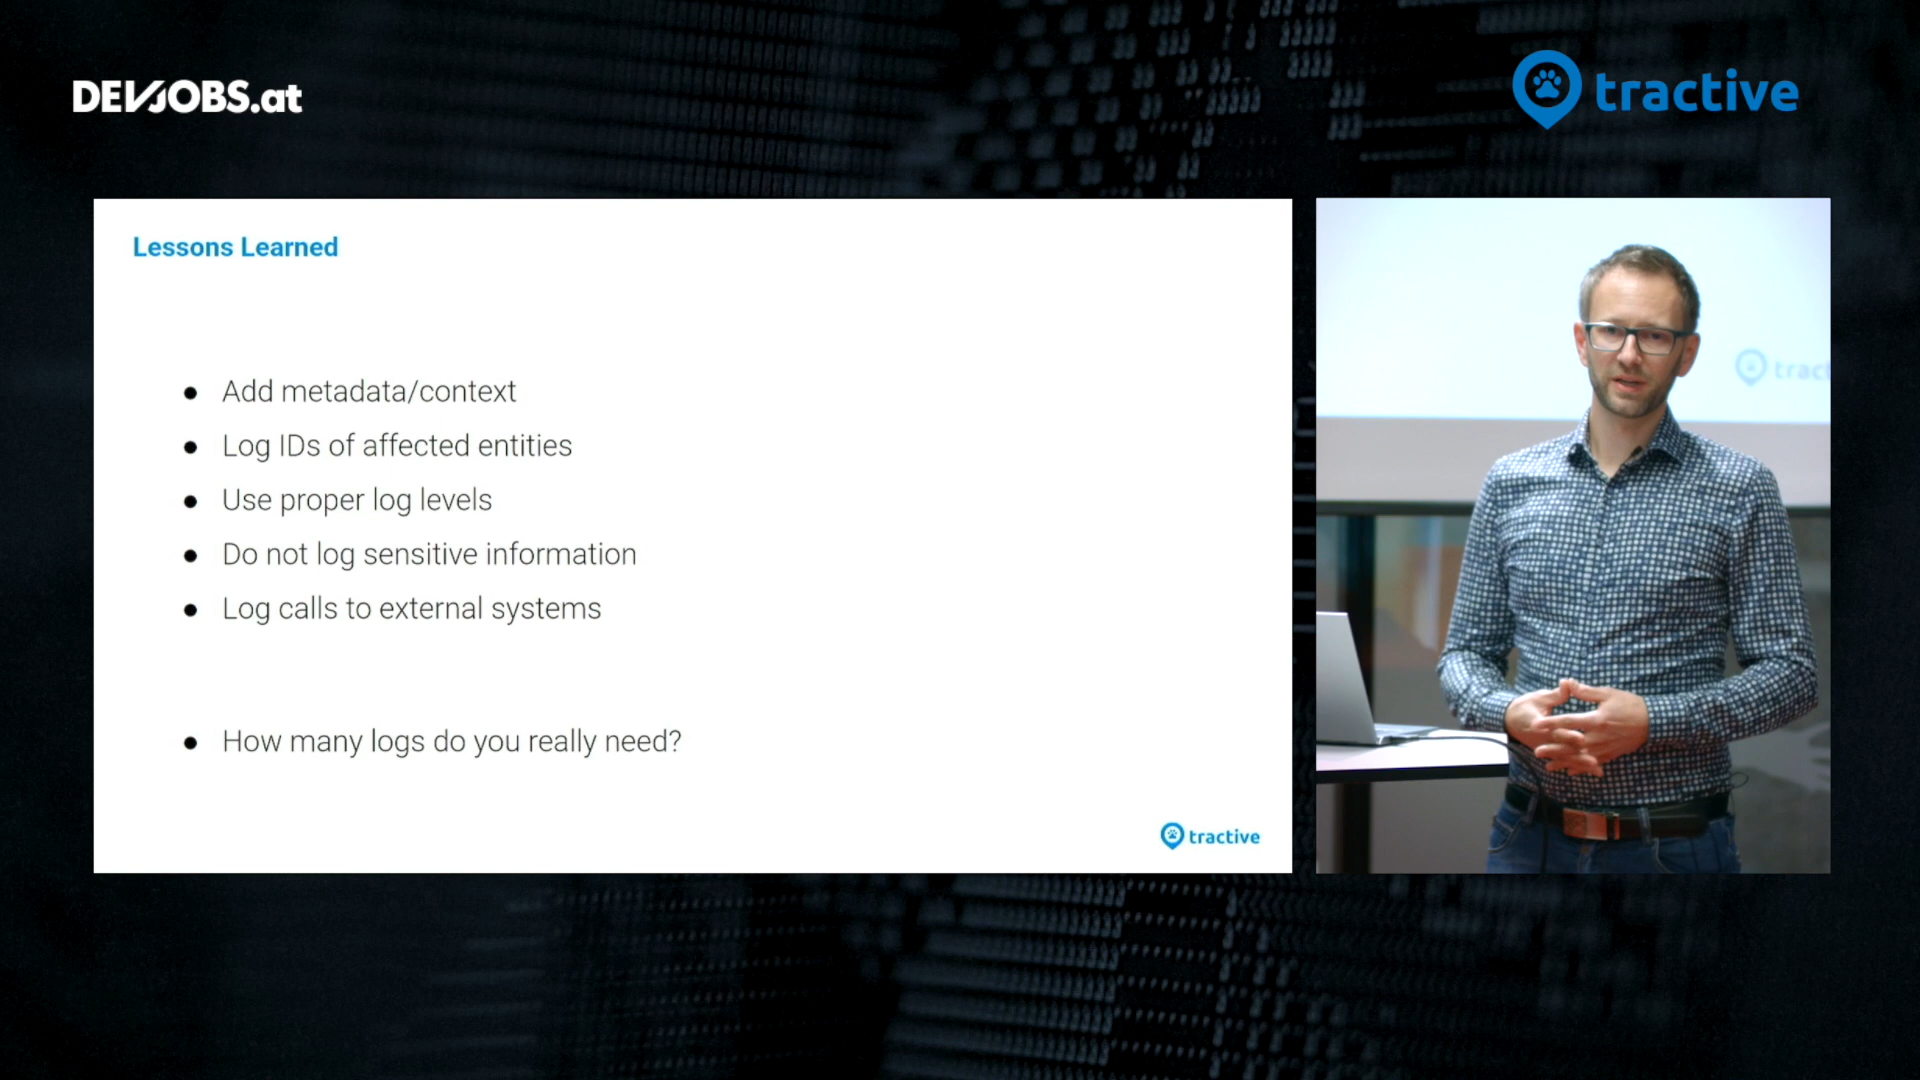 DEVJOBS.at
tractive
Lessons Learned
● Add metadata/context
● Log IDs of affected entities
● Use proper log levels
● Do not log sensitive information
● Log calls to external systems
● How many logs do you really need?
tractive
tract